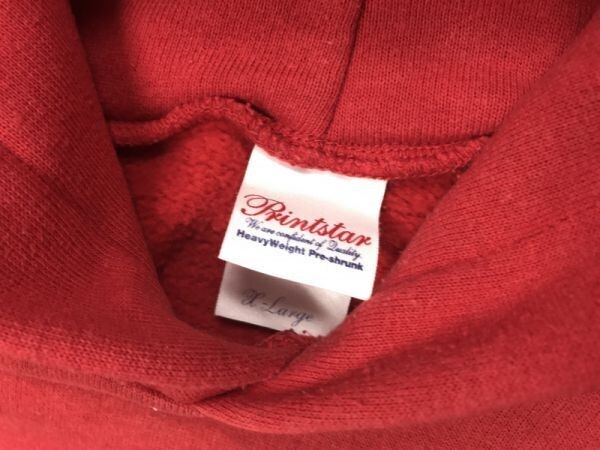 Printstar
We are confident of Quality.
HeavyWeight Pre-shrunk
X-Large